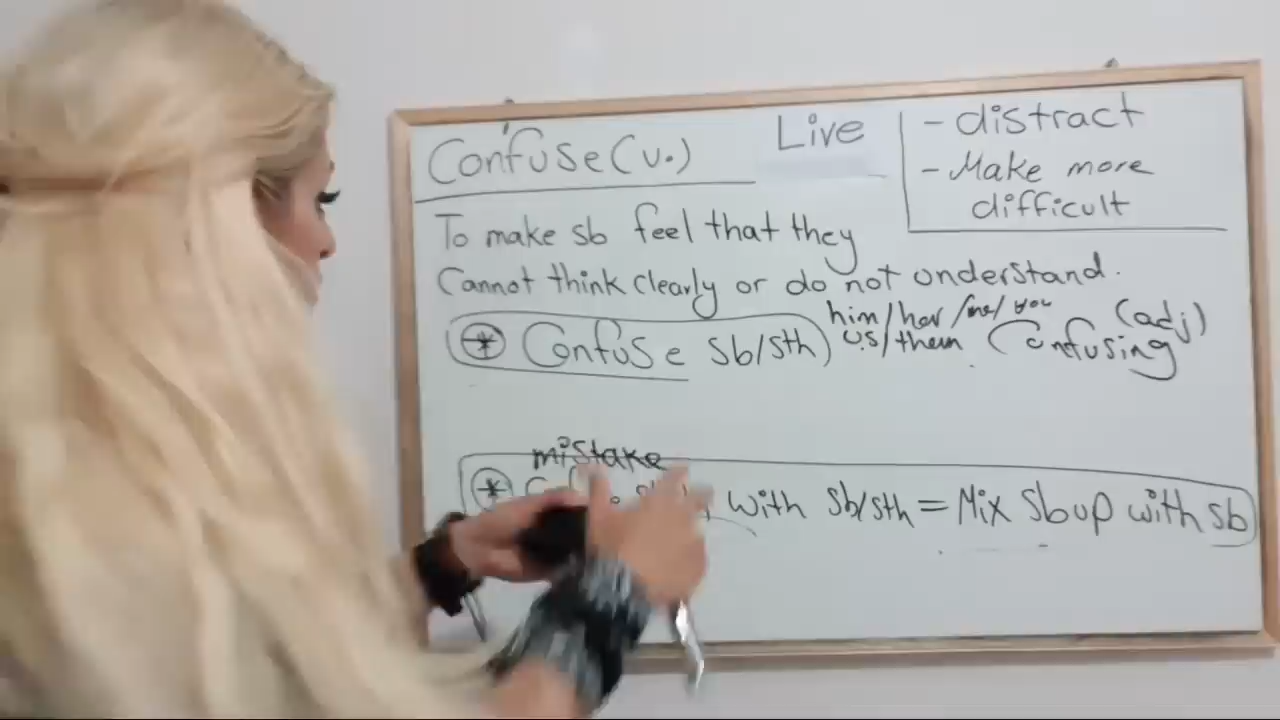 Confuse (v.)
Live
- distract
- Make more
difficult
To make sb feel that they
Cannot think clearly or do not understand.
* Confuse sb/sth)
him/her/me/you
us/them
Confusing
(adj)
mistake
* with sb/sth = Mix sb up with sb